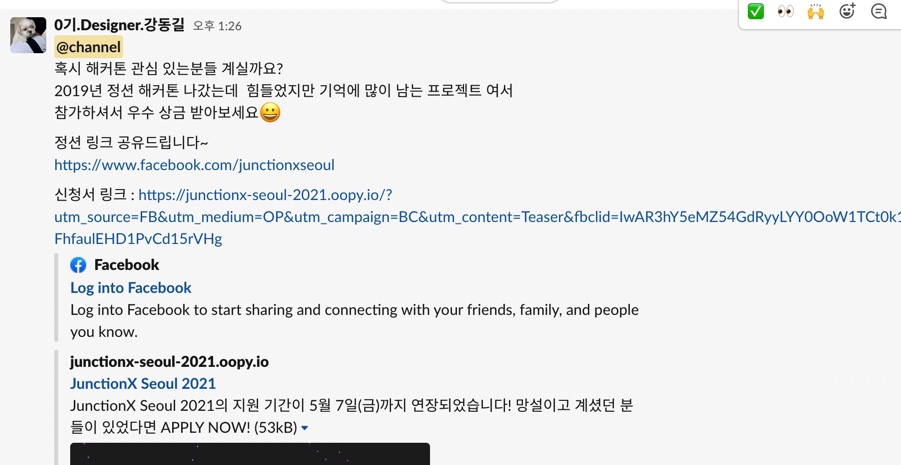 0기.Designer.강동길 오후 1:26
@channel
혹시 해커톤 관심 있는분들 계실까요?
2019년 정션 해커톤 나갔는데 힘들었지만 기억에 많이 남는 프로젝트 여서
참가하셔서 우수 상금 받아보세요😀
정션 링크 공유드립니다~
https://www.facebook.com/junctionxseoul
신청서 링크 : https://junctionx-seoul-2021.oopy.io/?
utm_source=FB&utm_medium=OP&utm_campaign=BC&utm_content=Teaser&fbclid=IwAR3hY5eMZ54GdRyyLYY0OoW1TCt0k1
FhfaulEHD1PvCd15rVHg
Facebook
Log into Facebook
Log into Facebook to start sharing and connecting with your friends, family, and people
you know.
junctionx-seoul-2021.oopy.io
JunctionX Seoul 2021
JunctionX Seoul 2021의 지원 기간이 5월 7일(금)까지 연장되었습니다! 망설이고 계셨던 분
들이 있었다면 APPLY NOW! (53kB)